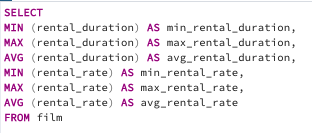 SELECT
MIN (rental_duration) AS min_rental_duration,
MAX (rental_duration) AS max_rental_duration,
AVG (rental_duration) AS avg_rental_duration,
MIN (rental_rate) AS min_rental_rate,
MAX (rental_rate) AS max_rental_rate,
AVG (rental_rate) AS avg_rental_rate
FROM film